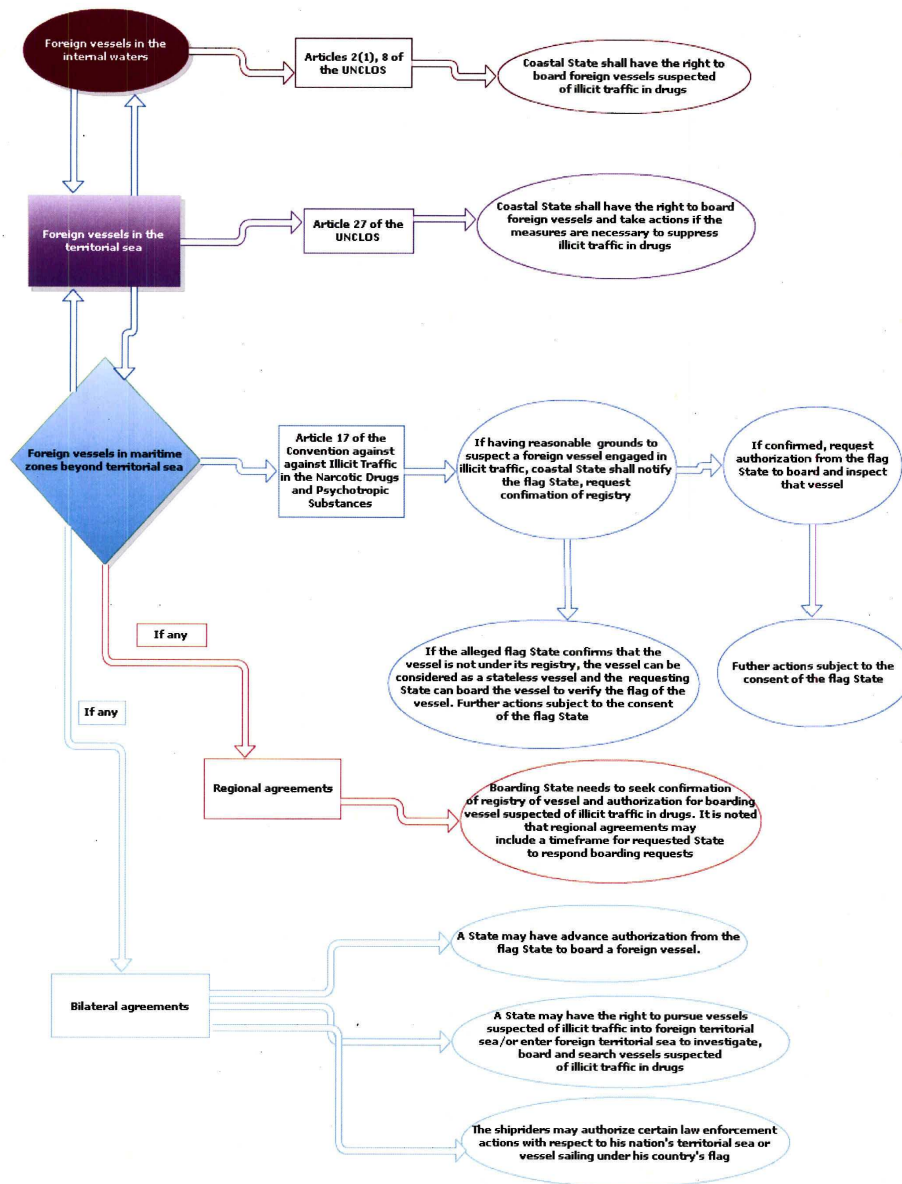 Foreign vessels in the
internal waters
Articles 2(1), 8 of
the UNCLOS
Coastal State shall have the right to
board foreign vessels suspected
of illicit traffic in drugs
Foreign vessels in the
territorial sea
Article 27 of the
UNCLOS
Coastal State shall have the right to board
foreign vessels and take actions if the
measures are necessary to suppress
illicit traffic in drugs
Foreign vessels in maritime
zones beyond territorial sea
Article 17 of the
Convention against
against Illicit Traffic
in the Narcotic Drugs
and Psychotropic
Substances
If having reasonable grounds to
suspect a foreign vessel engaged in
illicit traffic, coastal State shall notify
the flag State, request
confirmation of registry
If confirmed, request
authorization from the flag
State to board and inspect
that vessel
If any
If the alleged flag State confirms that the
vessel is not under its registry, the vessel can be
considered as a stateless vessel and the requesting
State can board the vessel to verify the flag of the
vessel. Further actions subject to the consent
of the flag State
Futher actions subject to the
consent of the flag State
If any
Regional agreements
Boarding State needs to seek confirmation
of registry of vessel and authorization for boarding
vessel suspected of illicit traffic in drugs. It is noted
that regional agreements may
include a timeframe for requested State
to respond boarding requests
Bilateral agreements
A State may have advance authorization from the
flag State to board a foreign vessel.
A State may have the right to pursue vessels
suspected of illicit traffic into foreign territorial
sea/or enter foreign territorial sea to investigate,
board and search vessels suspected
of illicit traffic in drugs
The shipriders may authorize certain law enforcement
actions with respect to his nation's territorial sea or
vessel sailing under his country's flag